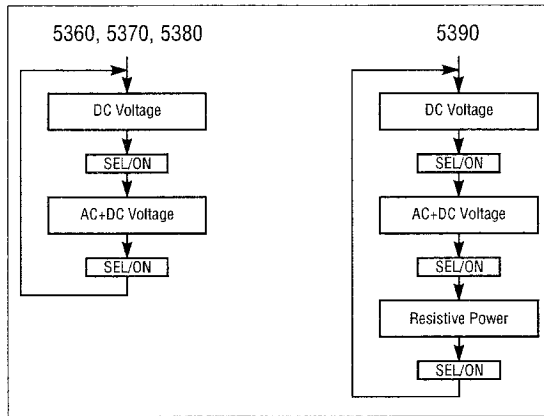 5360, 5370, 5380
DC Voltage
SEL/ON
AC+DC Voltage
SEL/ON
5390
DC Voltage
SEL/ON
AC+DC Voltage
SEL/ON
Resistive Power
SEL/ON